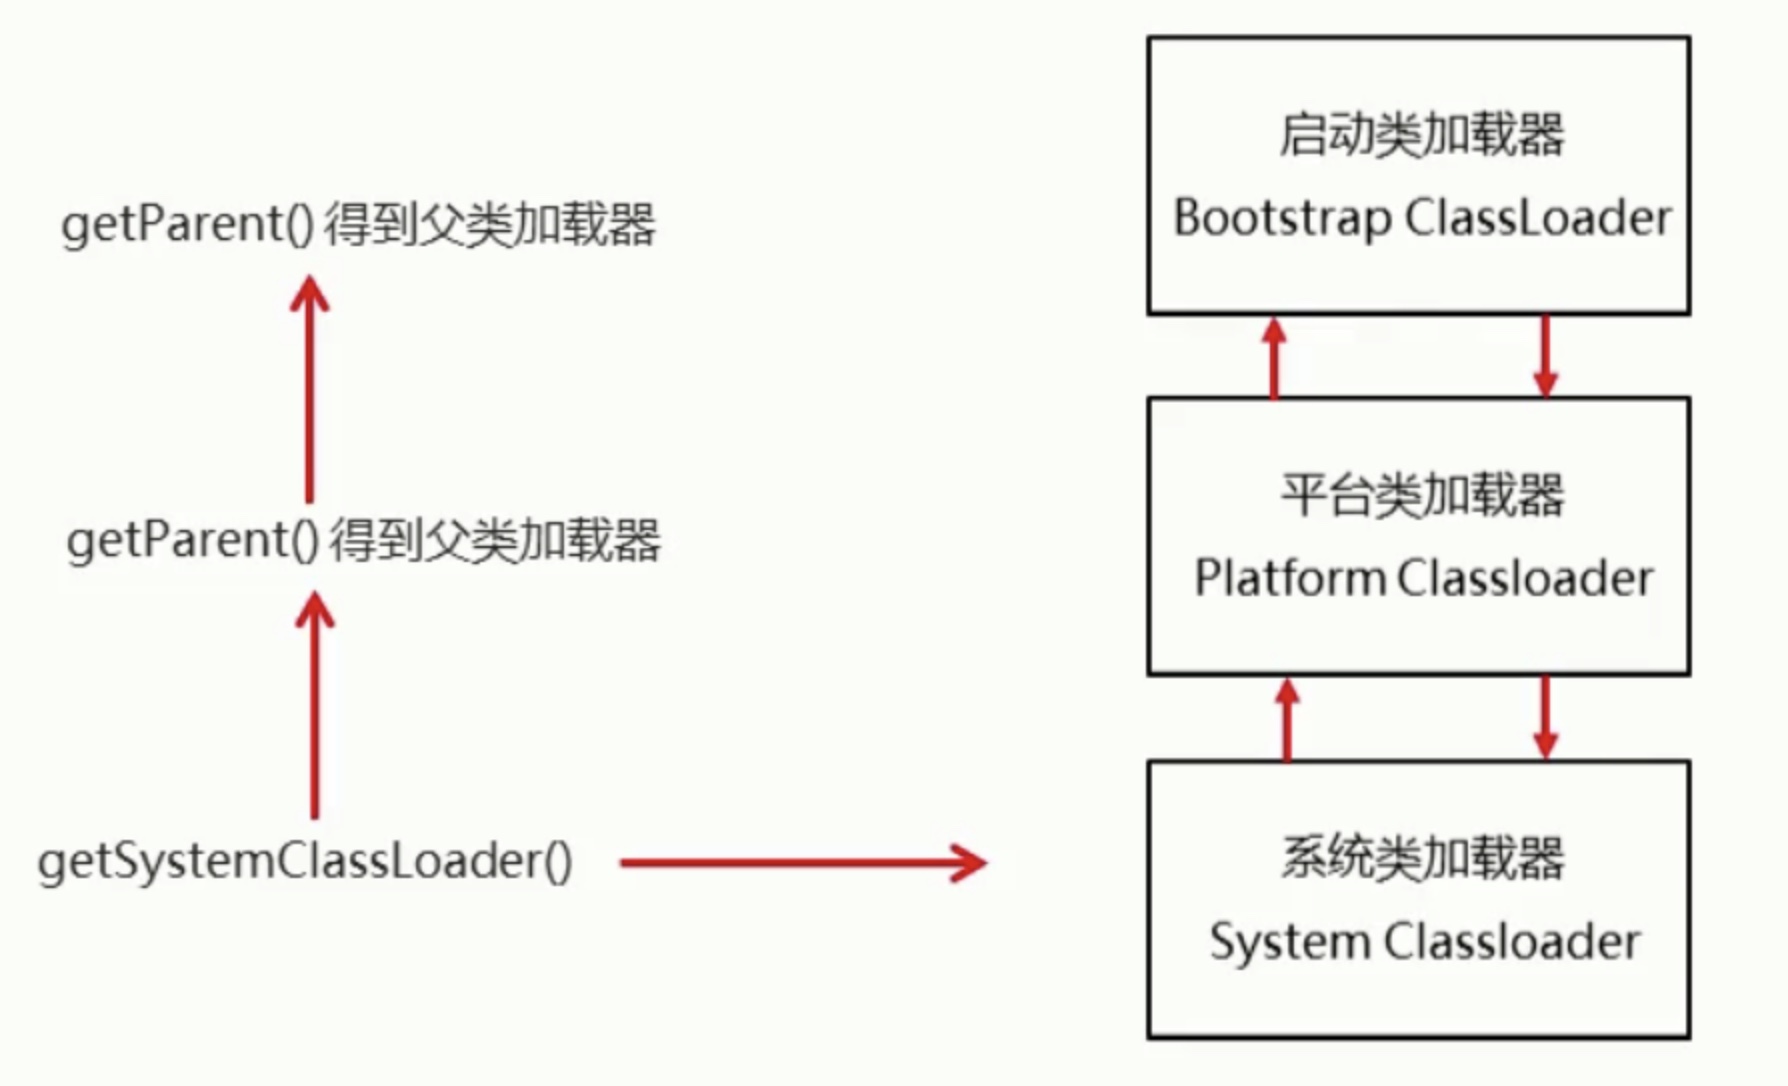 getParent() 得到父类加载器
getParent() 得到父类加载器
getSystemClassLoader()
启动类加载器
Bootstrap ClassLoader
平台类加载器
Platform Classloader
系统类加载器
System Classloader